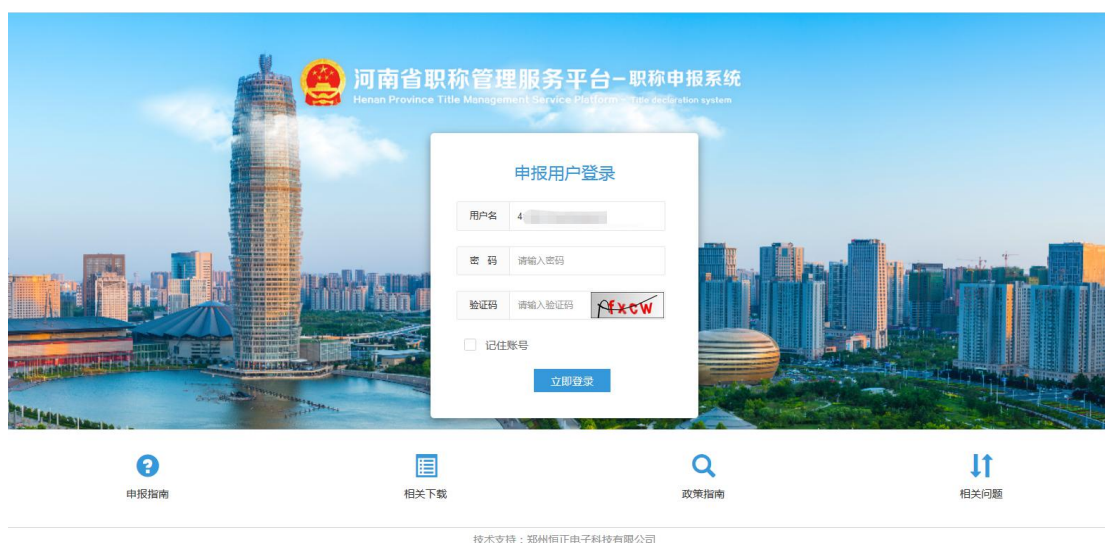 河南省职称管理服务平台-职称申报系统
Henan Province Title Management Service Platform - Title declaration system
申报用户登录
用户名 4
密 码 请输入密码
验证码 请输入验证码
记住账号
立即登录
申报指南 相关下载 政策指南 相关问题
技术支持：郑州恒正电子科技有限公司